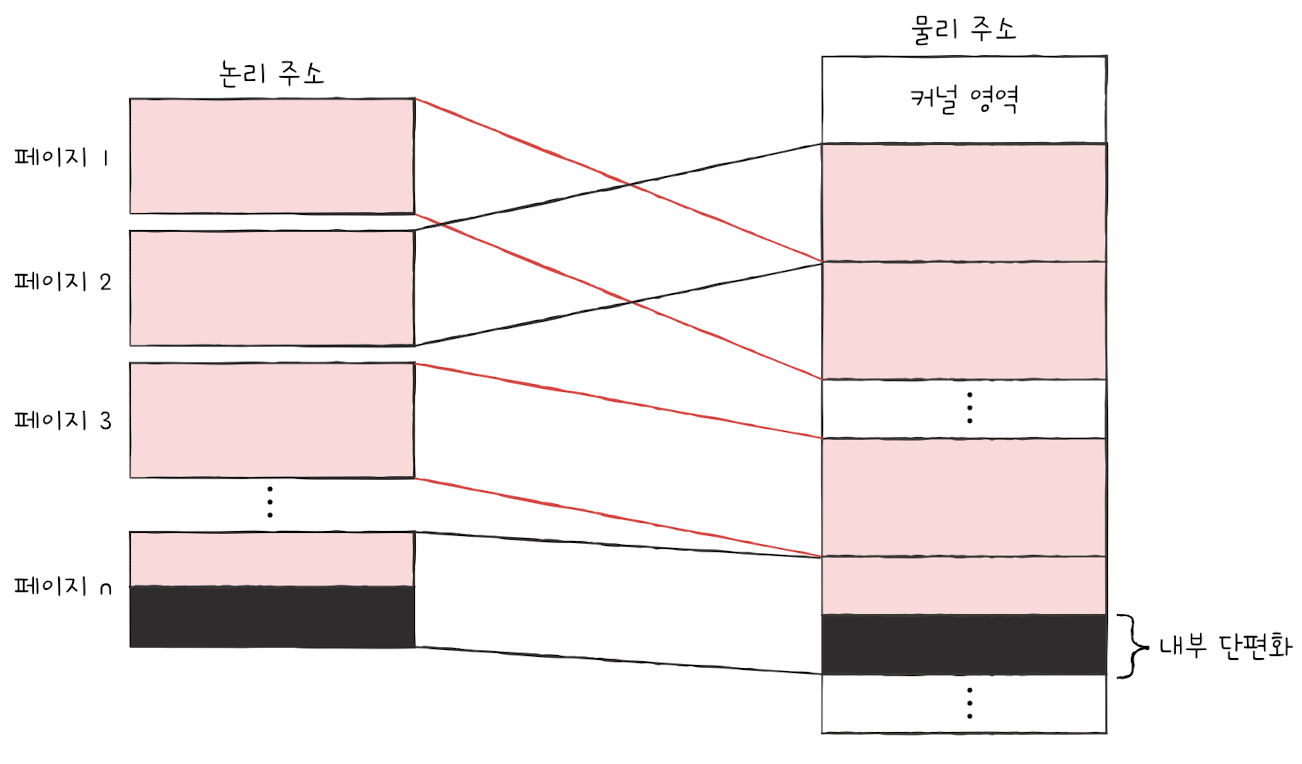 논리 주소
페이지 1
페이지 2
페이지 3
페이지 n
물리 주소
커널 영역
내부 단편화